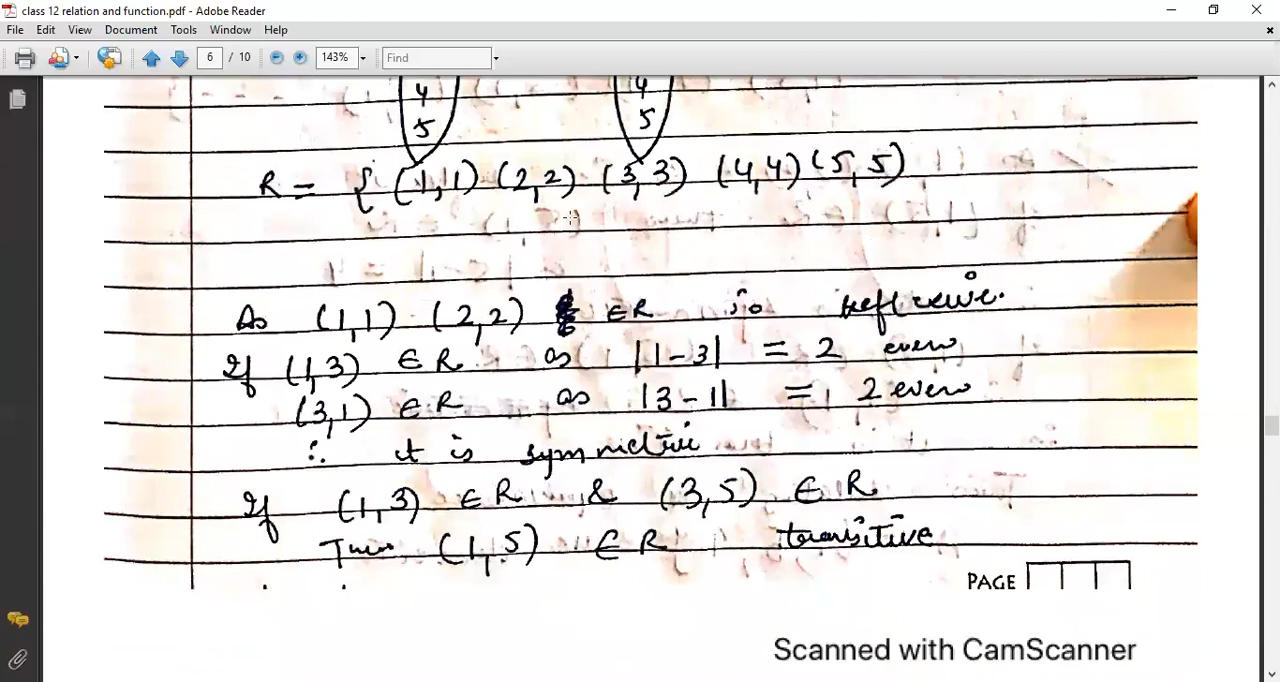 class 12 relation and function.pdf - Adobe Reader
File Edit View Document Tools Window Help
6 / 10 143% Find
4 4
5 5
R = { (1,1) (2,2) (3,3) (4,4) (5,5)
As (1,1) (2,2) ∈R so reflexive.
If (1,3) ∈ R as |1-3| = 2 even
(3,1) ∈ R as |3-1| = 2 even
∴ it is symmetric
If (1,3) ∈ R & (3,5) ∈ R
Then (1,5) ∈ R transitive
PAGE
Scanned with CamScanner